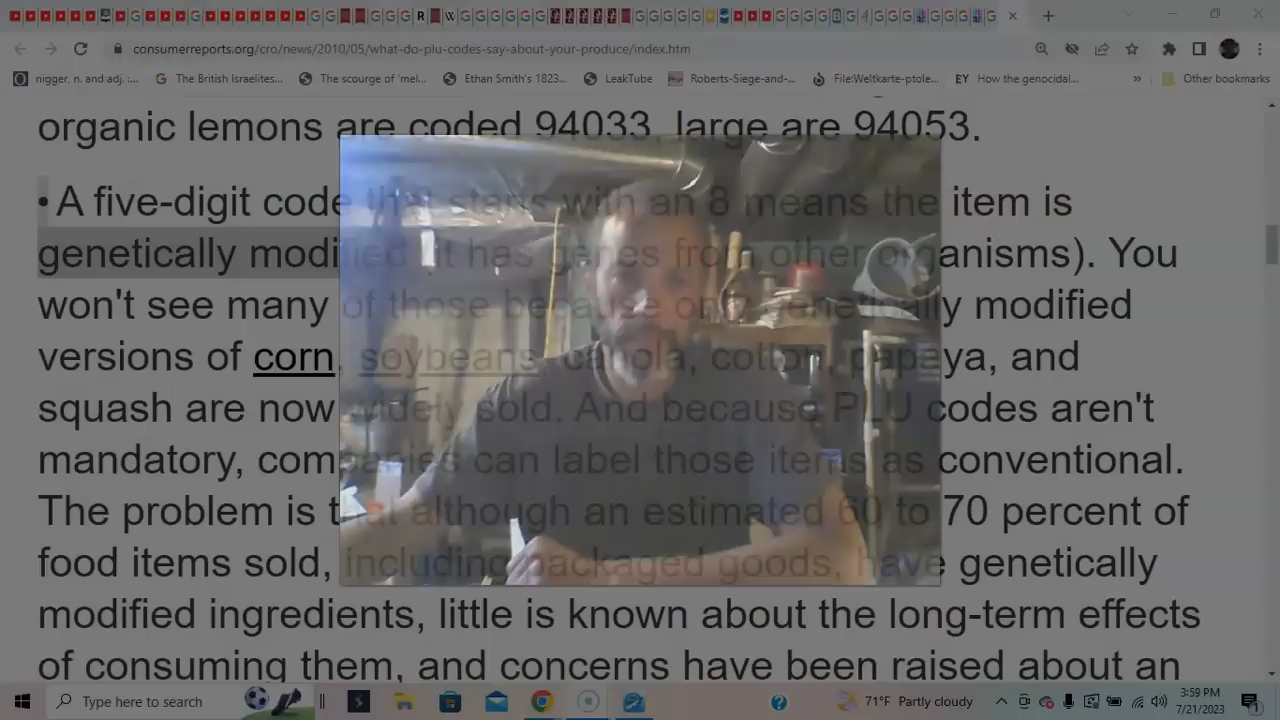 consumerreports.org/cro/news/2010/05/what-do-plu-codes-say-about-your-produce/index.htm
nigger, n. and adj. :... The British Israelites... The scourge of 'mel... Ethan Smith's 1823... LeakTube Roberts-Siege-and-... File:Weltkarte-ptole... EY How the genocidal... » Other bookmarks
organic lemons are coded 94033, large are 94053.
• A five-digit code that starts with an 8 means the item is
genetically modified (it has genes from other organisms). You
won't see many of those because only genetically modified
versions of corn, soybeans, canola, cotton, papaya, and
squash are now widely sold. And because PLU codes aren't
mandatory, companies can label those items as conventional.
The problem is that although an estimated 60 to 70 percent of
food items sold, including packaged goods, have genetically
modified ingredients, little is known about the long-term effects
of consuming them, and concerns have been raised about an
Type here to search 71°F Partly cloudy 3:59 PM
7/21/2023